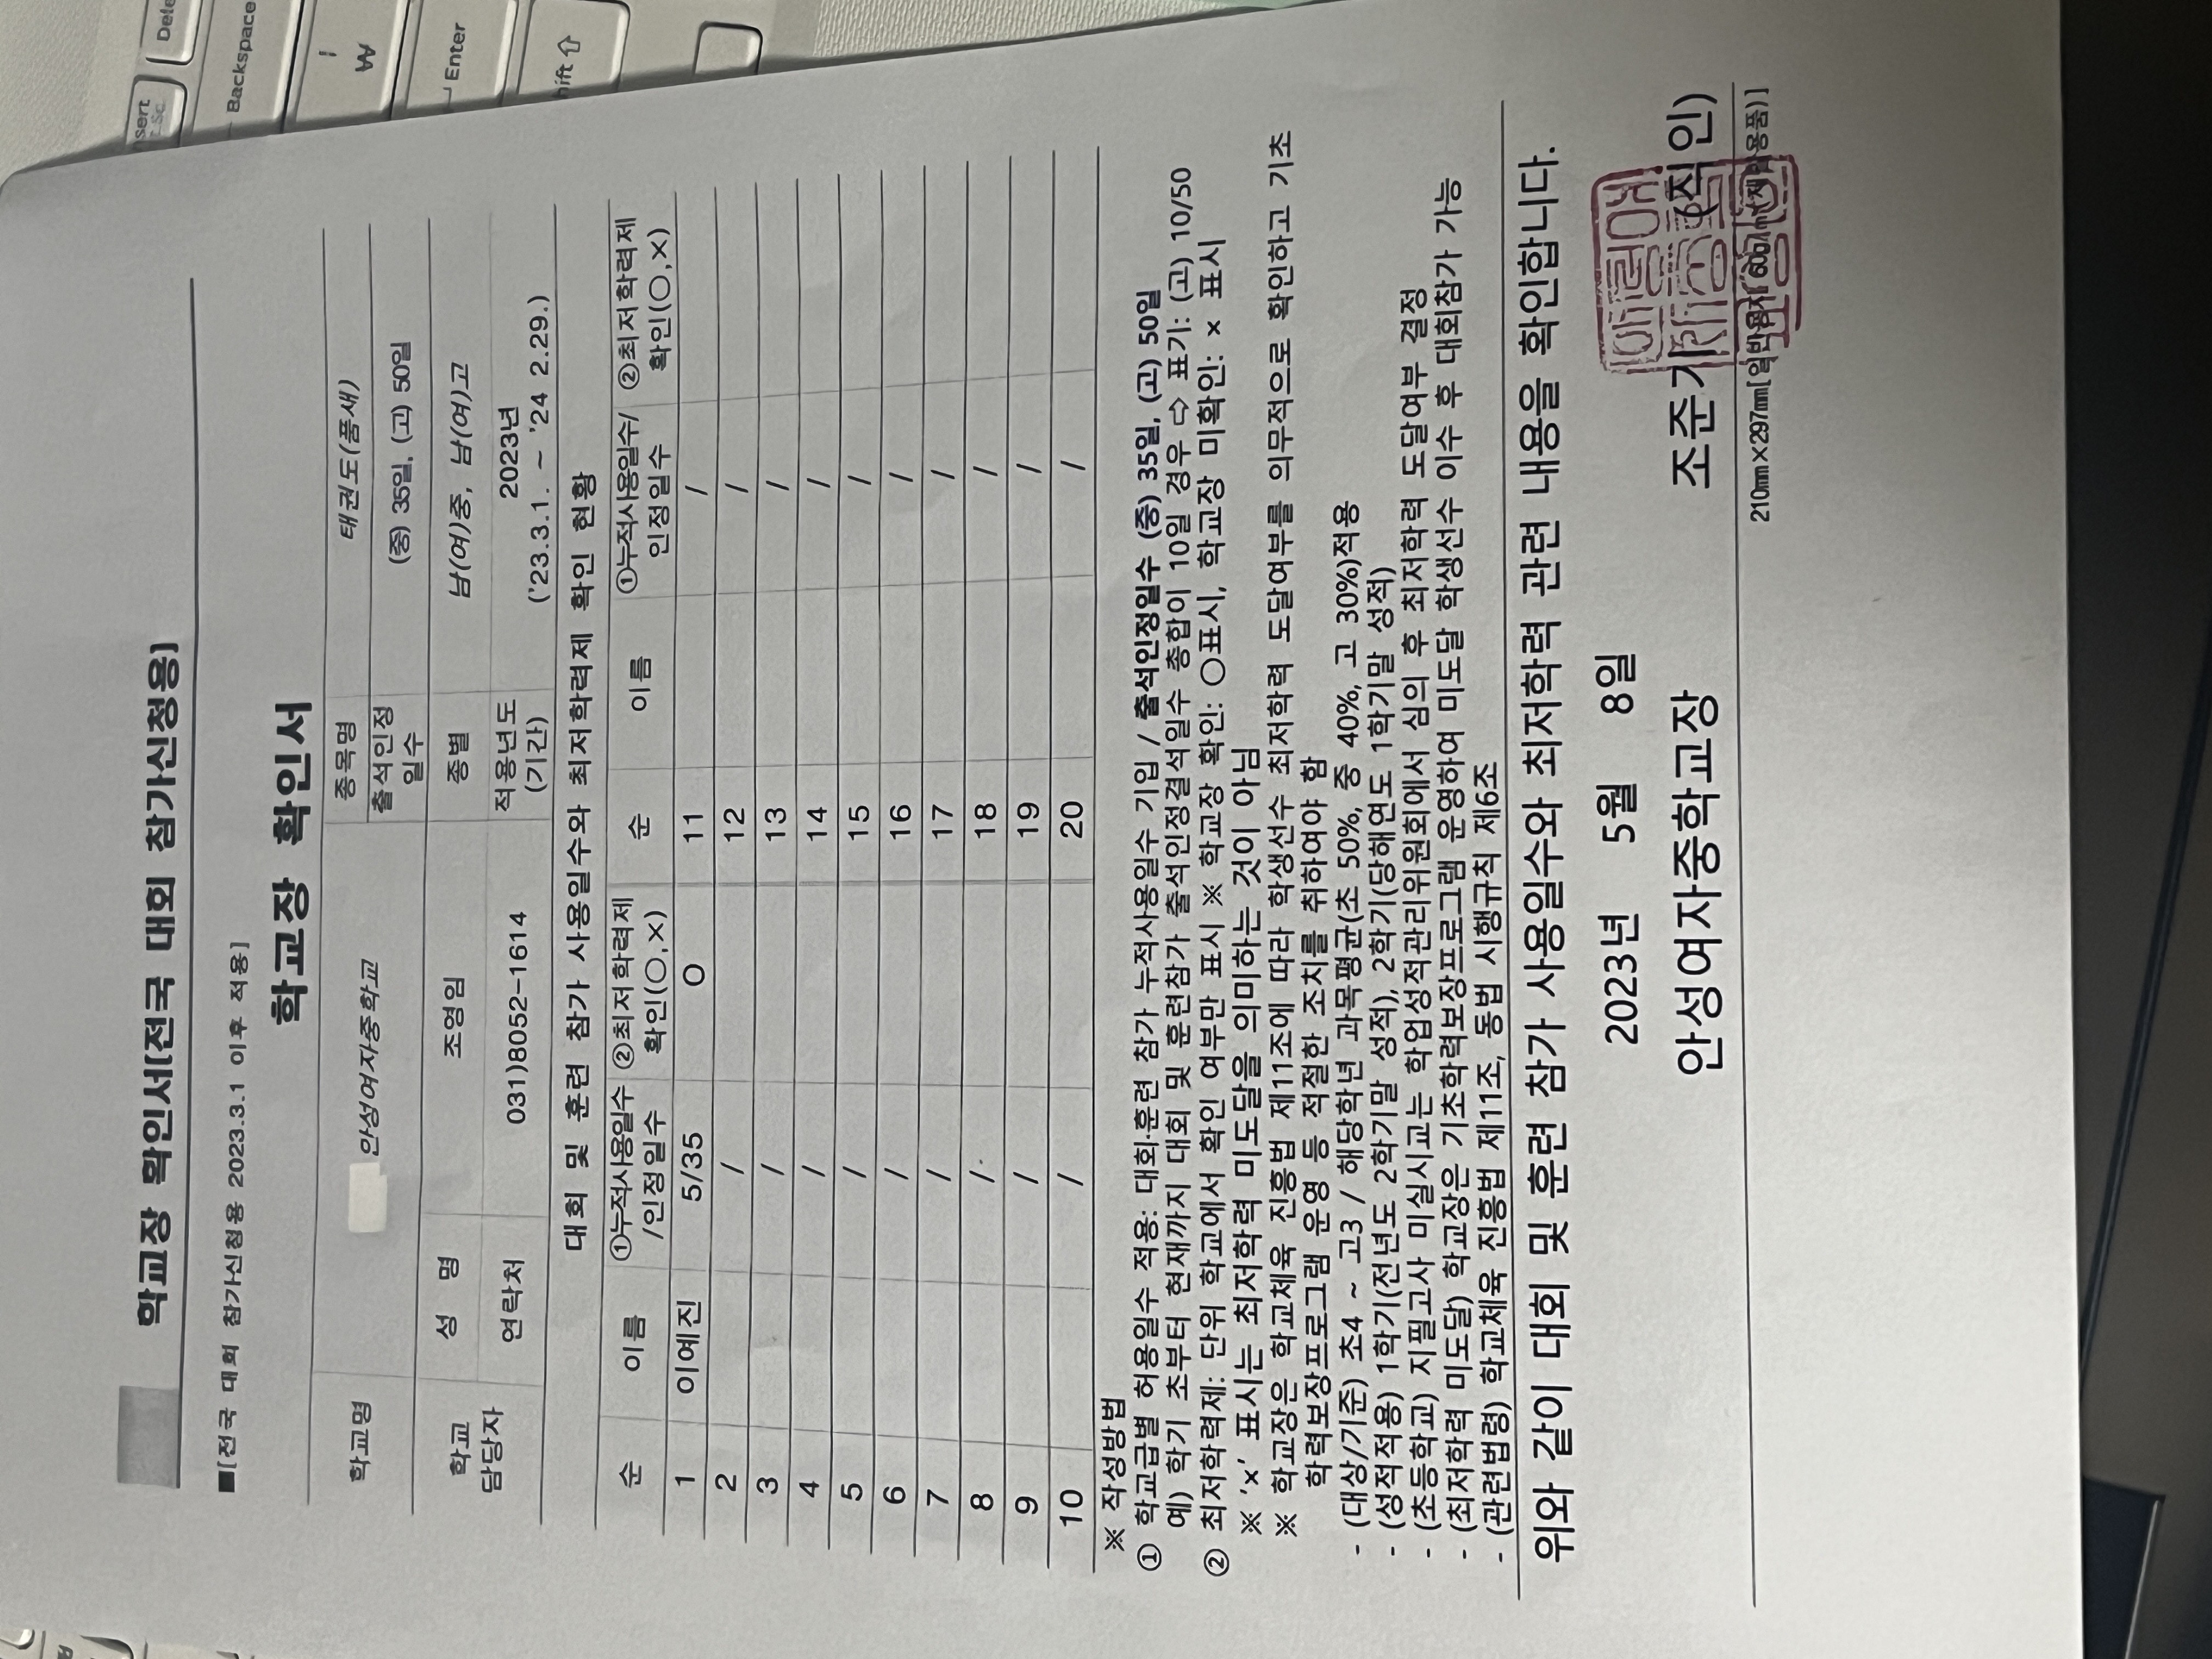 학교장 확인서[전국 대회 참가신청용]
■[전국 대회 참가신청용 2023.3.1 이후 적용]
학교장 확인서
학교명 안성여자중학교 종목명 태권도(품새)
출석인정 일수 (중) 35일, (고) 50일
학교 담당자 성 명 조영임 종별 남(여)중, 남(여)고
연락처 031)8052-1614 적용년도 (기간) 2023년 ('23.3.1. ~ '24 2.29.)
대회 및 훈련 참가 사용일수와 최저학력제 확인 현황
순 이름 ①누적사용일수 /인정일수 ②최저학력제 확인(○,×) 순 이름 ①누적사용일수/ 인정일수 ②최저학력제 확인(○,×)
1 이예진 5/35 O 11 /
2 / 12 /
3 / 13 /
4 / 14 /
5 / 15 /
6 / 16 /
7 / 17 /
8 / 18 /
9 / 19 /
10 / 20 /
※ 작성방법
① 학교급별 허용일수 적용: 대회·훈련 참가 누적사용일수 기입 / 출석인정일수 (중) 35일, (고) 50일
예) 학기 초부터 현재까지 대회 및 훈련참가 출석인정결석일수 총합이 10일 경우 ⇨ 표기: (고) 10/50
② 최저학력제: 단위 학교에서 확인 여부만 표시 ※ 학교장 확인: ○표시, 학교장 미확인: × 표시
※ '×' 표시는 최저학력 미도달을 의미하는 것이 아님
※ 학교장은 학교체육 진흥법 제11조에 따라 학생선수 최저학력 도달여부를 의무적으로 확인하고 기초
학력보장프로그램 운영 등 적절한 조치를 취하여야 함
- (대상/기준) 초4 ~ 고3 / 해당학년 과목평균(초 50%, 중 40%, 고 30%)적용
- (성적적용) 1학기(전년도 2학기말 성적), 2학기(당해연도 1학기말 성적)
- (초등학교) 지필고사 미실시교는 학업성적관리위원회에서 심의 후 최저학력 도달여부 결정
- (최저학력 미도달) 학교장은 기초학력보장프로그램 운영하여 미도달 학생선수 이수 후 대회참가 가능
- (관련법령) 학교체육 진흥법 제11조, 동법 시행규칙 제6조
위와 같이 대회 및 훈련 참가 사용일수와 최저학력 관련 내용을 확인합니다.
2023년 5월 8일
안성여자중학교장 조준기 (직인)
210㎜×297㎜[일반용지 60g/㎡(재활용품)]
Backspace
Enter